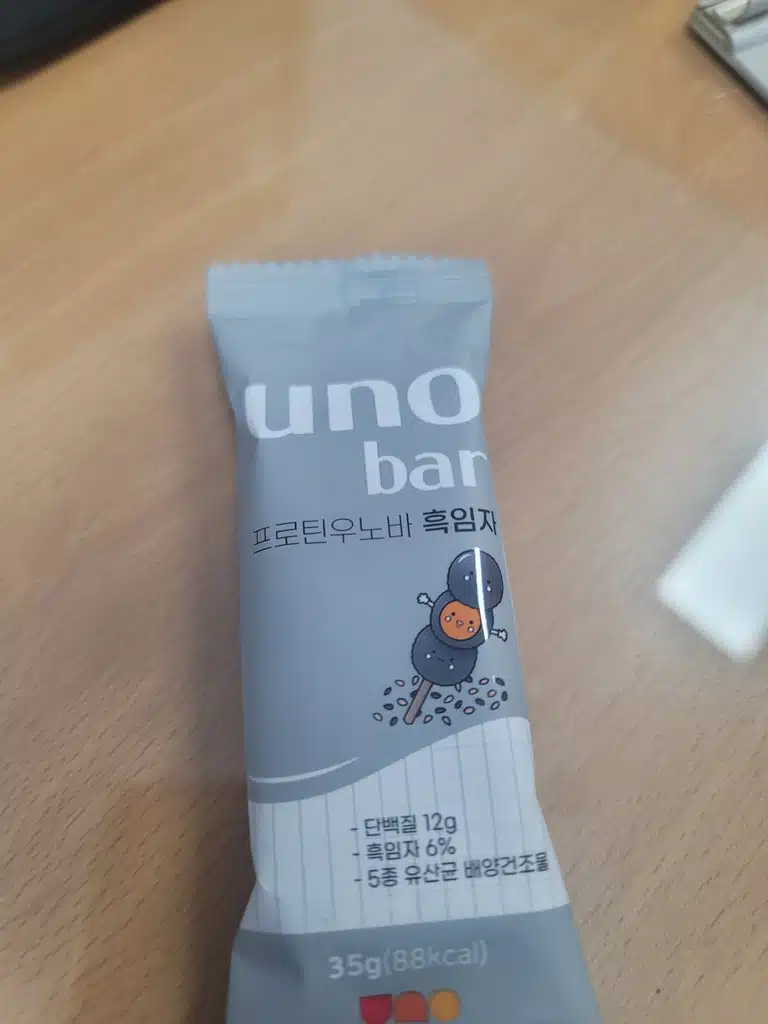 uno
bar
프로틴우노바 흑임자
- 단백질 12g
- 흑임자 6%
- 5종 유산균 배양건조물
35g(88kcal)